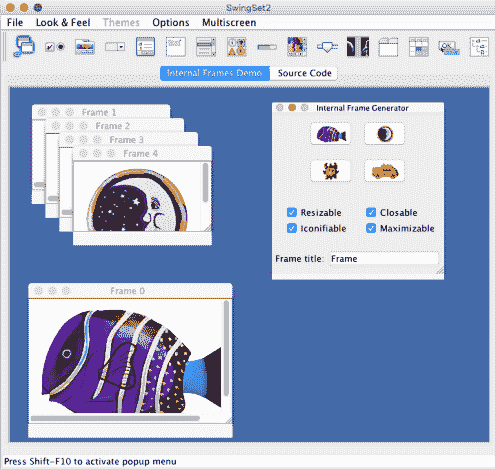 SwingSet2
File Look & Feel Themes Options Multiscreen
Internal Frames Demo Source Code
Frame 1
Frame 2
Frame 3
Frame 4
Internal Frame Generator
Resizable Closable
Iconifiable Maximizable
Frame title: Frame
Frame 0
Press Shift-F10 to activate popup menu